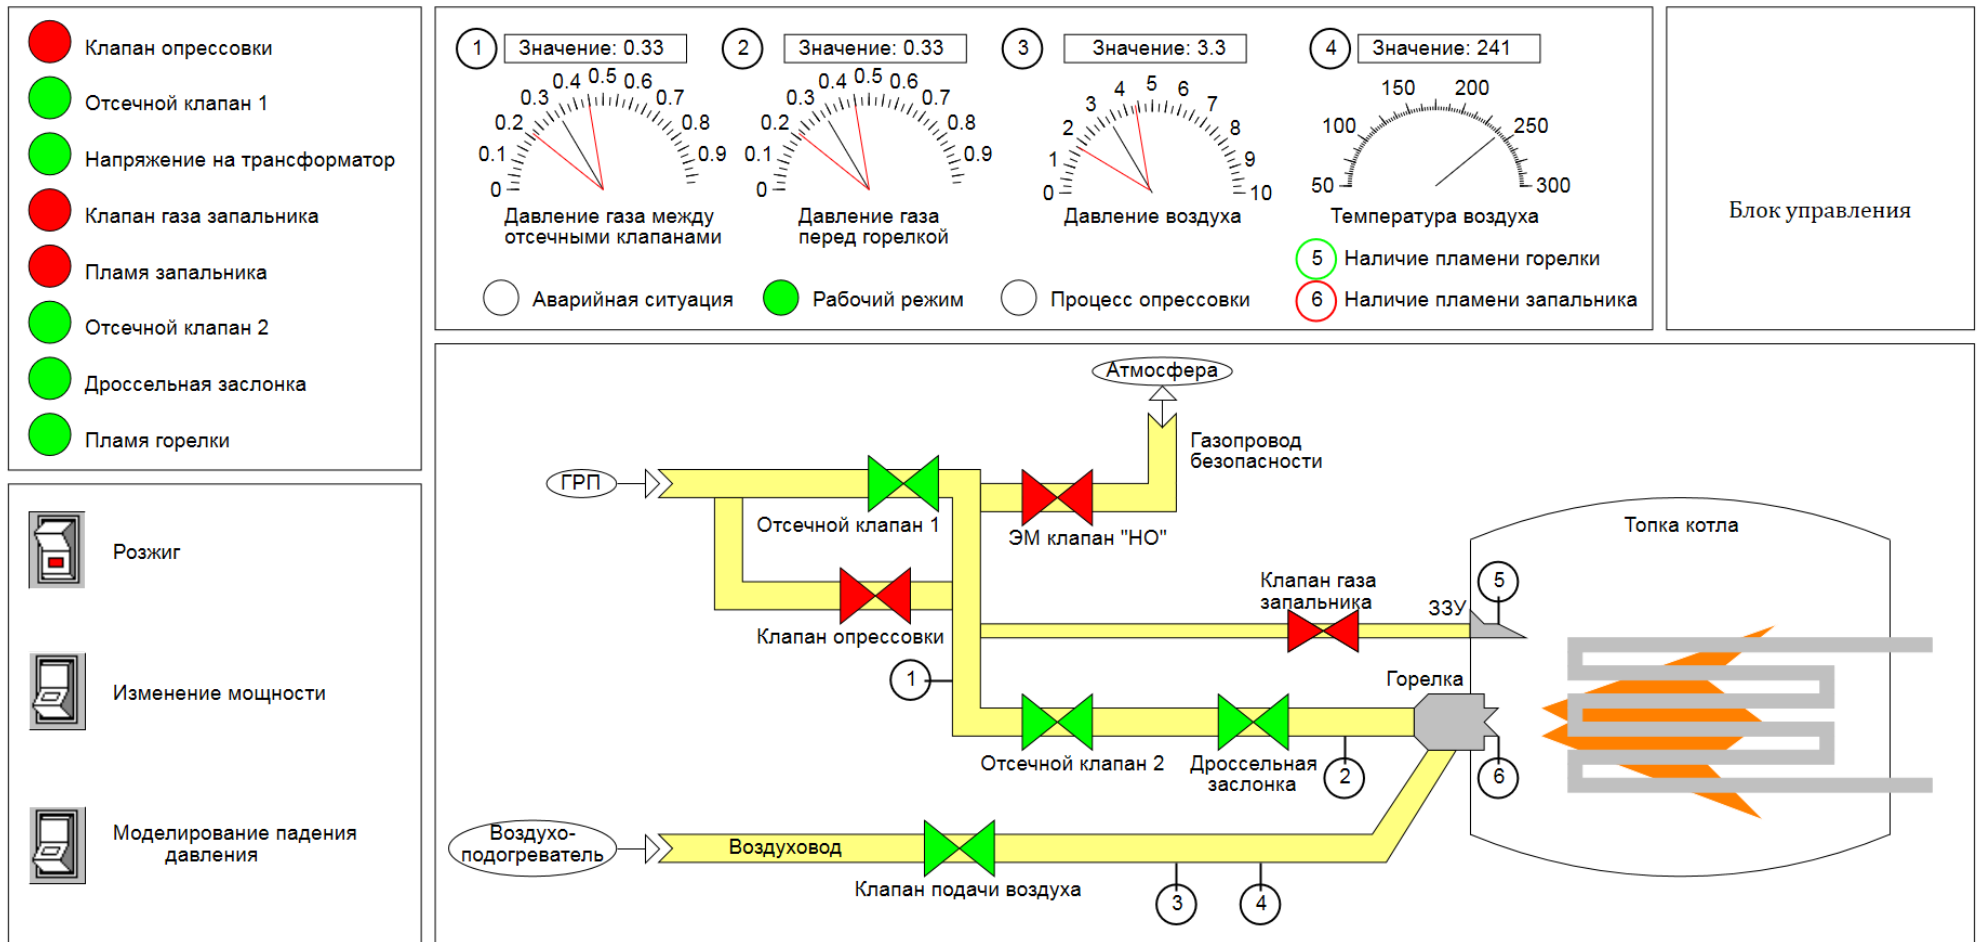 Клапан опрессовки
Отсечной клапан 1
Напряжение на трансформатор
Клапан газа запальника
Пламя запальника
Отсечной клапан 2
Дроссельная заслонка
Пламя горелки
Розжиг
Изменение мощности
Моделирование падения
давления
1
Значение: 0.33
0 0.1 0.2 0.3 0.4 0.5 0.6 0.7 0.8 0.9
Давление газа между
отсечными клапанами
2
Значение: 0.33
0 0.1 0.2 0.3 0.4 0.5 0.6 0.7 0.8 0.9
Давление газа
перед горелкой
3
Значение: 3.3
0 1 2 3 4 5 6 7 8 9 10
Давление воздуха
4
Значение: 241
50 100 150 200 250 300
Температура воздуха
5 Наличие пламени горелки
6 Наличие пламени запальника
Аварийная ситуация
Рабочий режим
Процесс опрессовки
Блок управления
Атмосфера
Газопровод
безопасности
ГРП
Отсечной клапан 1
ЭМ клапан "НО"
Топка котла
Клапан газа
запальника
ЗЗУ
5
Клапан опрессовки
1
Горелка
Отсечной клапан 2
Дроссельная
заслонка
2
6
Воздухо-
подогреватель
Воздуховод
Клапан подачи воздуха
3
4